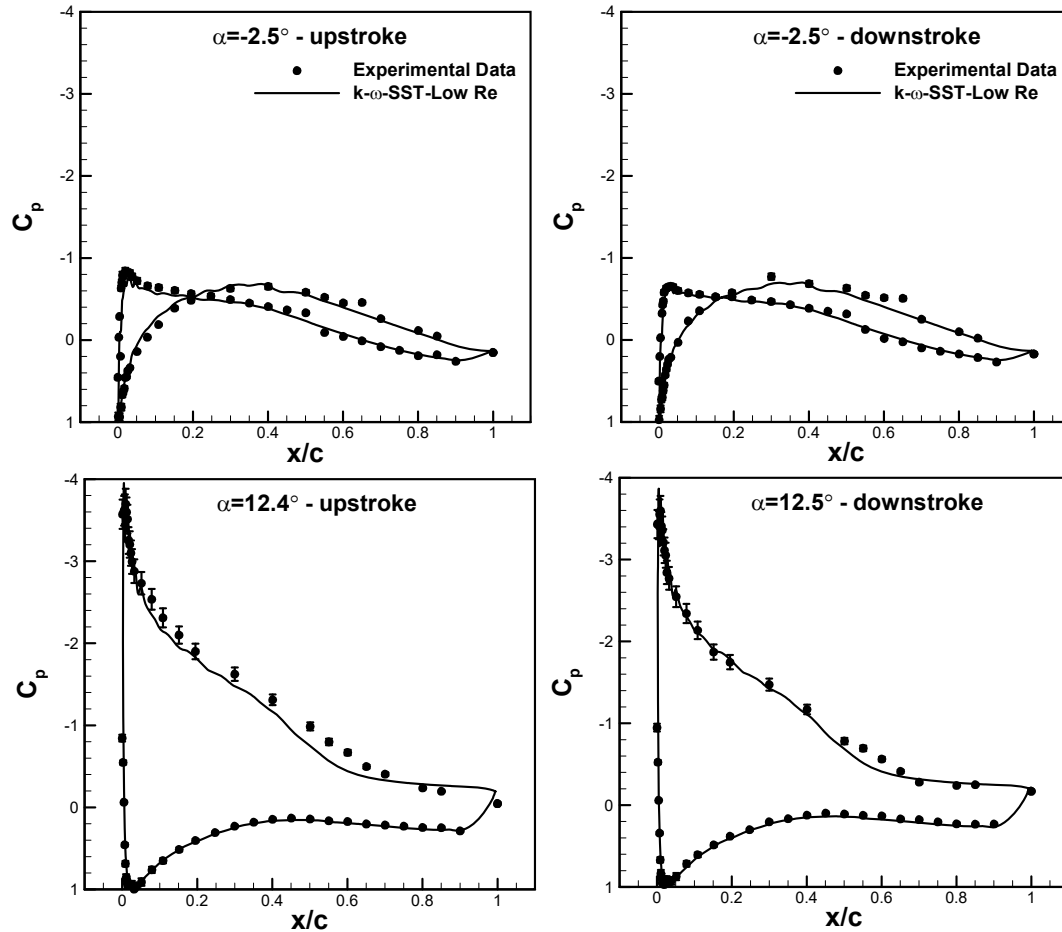 α=-2.5° - upstroke
Experimental Data
k-ω-SST-Low Re
-4
-3
-2
-1
0
1
Cp
0 0.2 0.4 0.6 0.8 1
x/c
α=-2.5° - downstroke
Experimental Data
k-ω-SST-Low Re
-4
-3
-2
-1
0
1
Cp
0 0.2 0.4 0.6 0.8 1
x/c
α=12.4° - upstroke
-4
-3
-2
-1
0
1
Cp
0 0.2 0.4 0.6 0.8 1
x/c
α=12.5° - downstroke
-4
-3
-2
-1
0
1
Cp
0 0.2 0.4 0.6 0.8 1
x/c